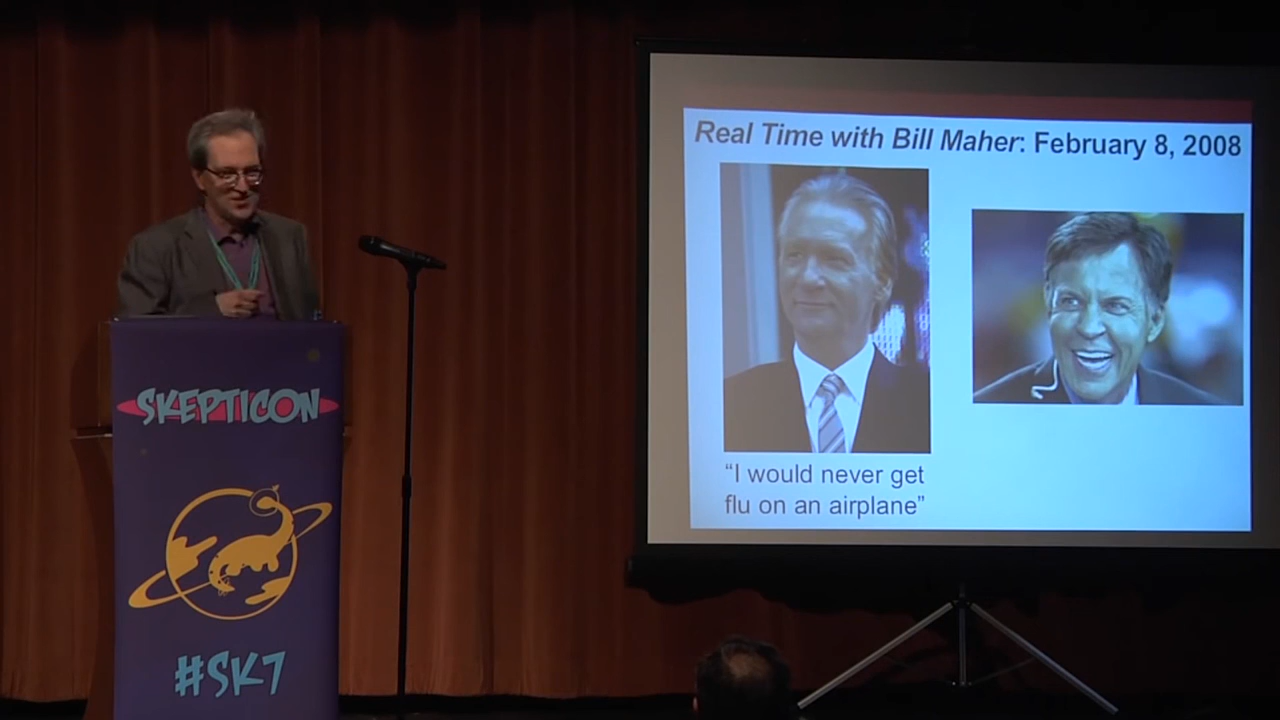 Real Time with Bill Maher: February 8, 2008
"I would never get
flu on an airplane"
SKEPTICON
#SK7